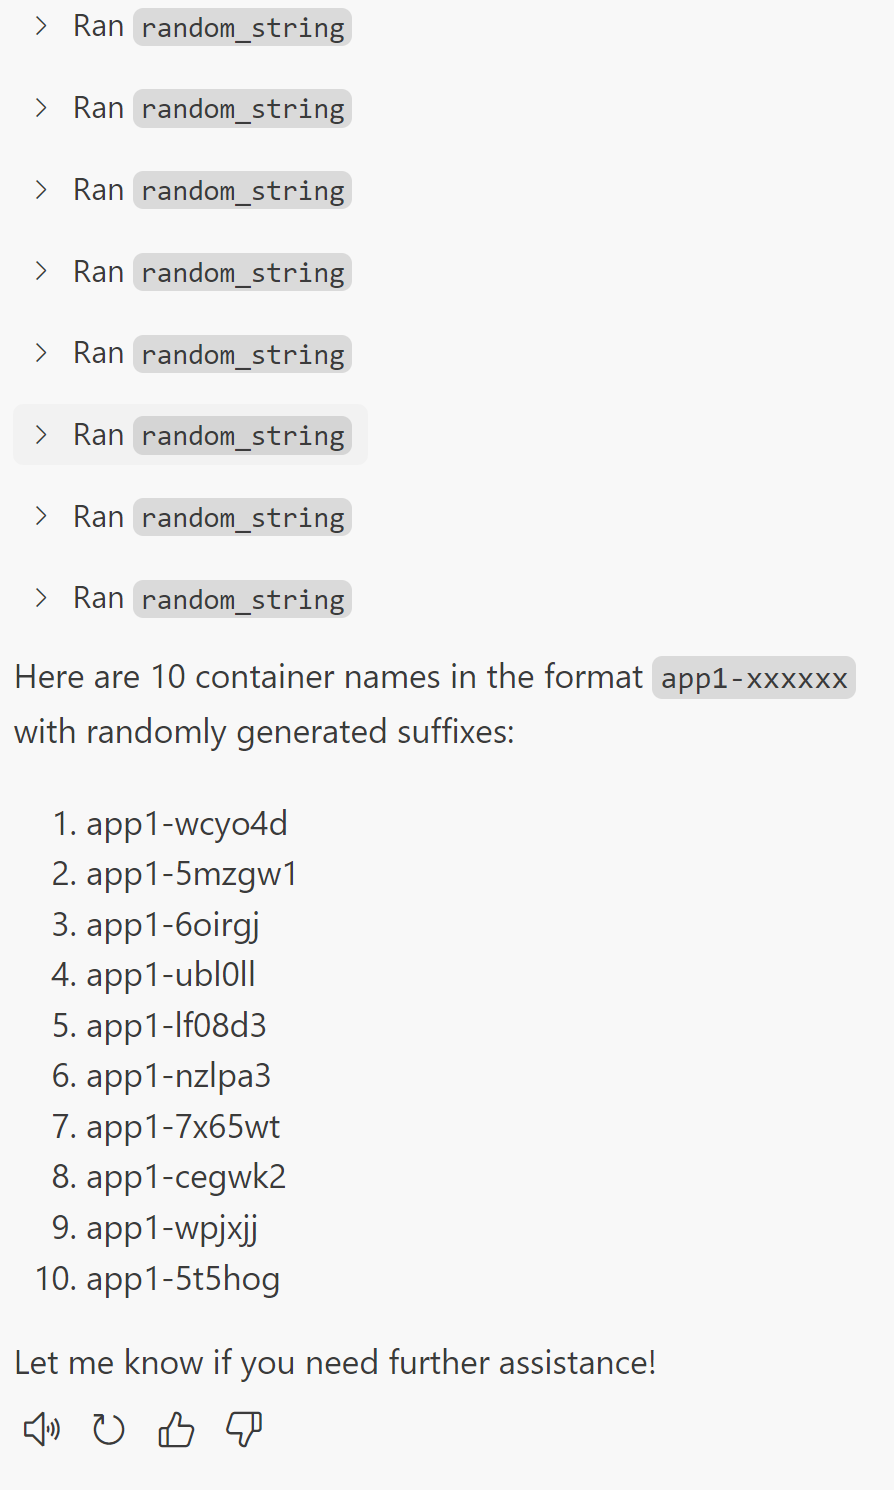 Ran random_string
Ran random_string
Ran random_string
Ran random_string
Ran random_string
Ran random_string
Ran random_string
Ran random_string
Here are 10 container names in the format app1-xxxxxx
with randomly generated suffixes:
1. app1-wcyo4d
2. app1-5mzgw1
3. app1-6oirgj
4. app1-ubl0ll
5. app1-lf08d3
6. app1-nzlpa3
7. app1-7x65wt
8. app1-cegwk2
9. app1-wpjxjj
10. app1-5t5hog
Let me know if you need further assistance!